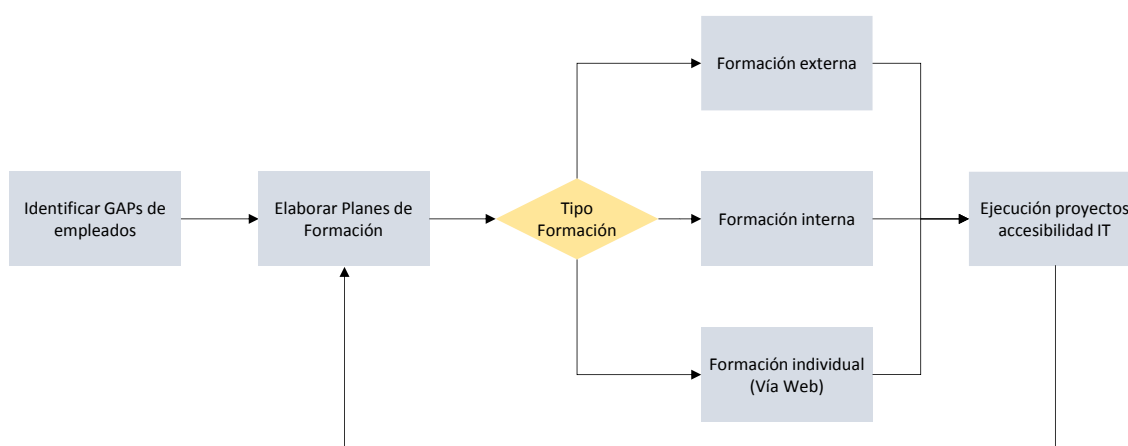 Formación externa
Identificar GAPs de
empleados
Elaborar Planes de
Formación
Tipo
Formación
Formación interna
Ejecución proyectos
accesibilidad IT
Formación individual
(Vía Web)